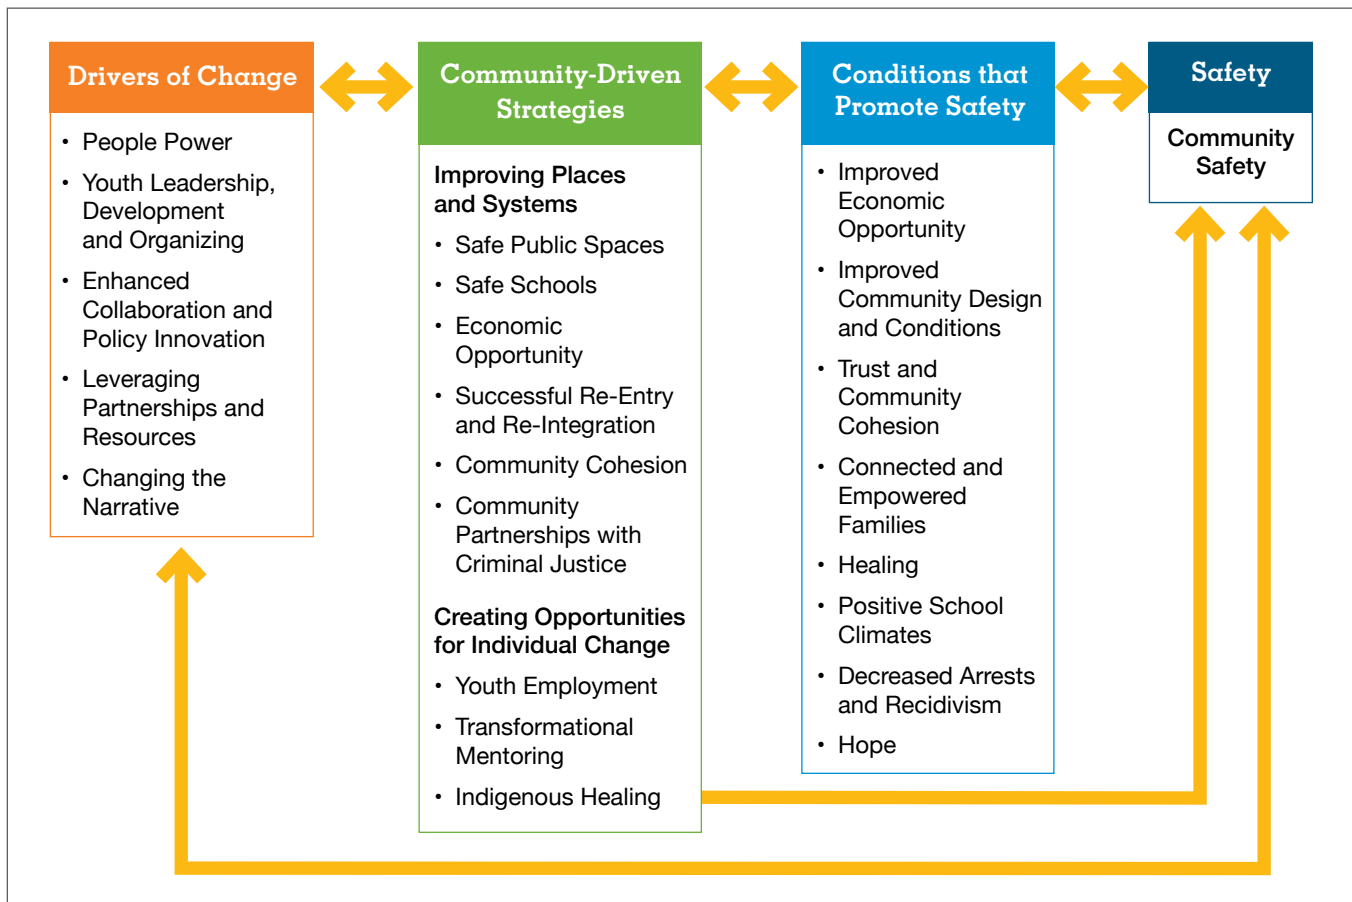 Drivers of Change
• People Power
• Youth Leadership,
Development
and Organizing
• Enhanced
Collaboration and
Policy Innovation
• Leveraging
Partnerships and
Resources
• Changing the
Narrative
Community-Driven
Strategies
Improving Places
and Systems
• Safe Public Spaces
• Safe Schools
• Economic
Opportunity
• Successful Re-Entry
and Re-Integration
• Community Cohesion
• Community
Partnerships with
Criminal Justice
Creating Opportunities
for Individual Change
• Youth Employment
• Transformational
Mentoring
• Indigenous Healing
Conditions that
Promote Safety
• Improved
Economic
Opportunity
• Improved
Community Design
and Conditions
• Trust and
Community
Cohesion
• Connected and
Empowered
Families
• Healing
• Positive School
Climates
• Decreased Arrests
and Recidivism
• Hope
Safety
Community
Safety